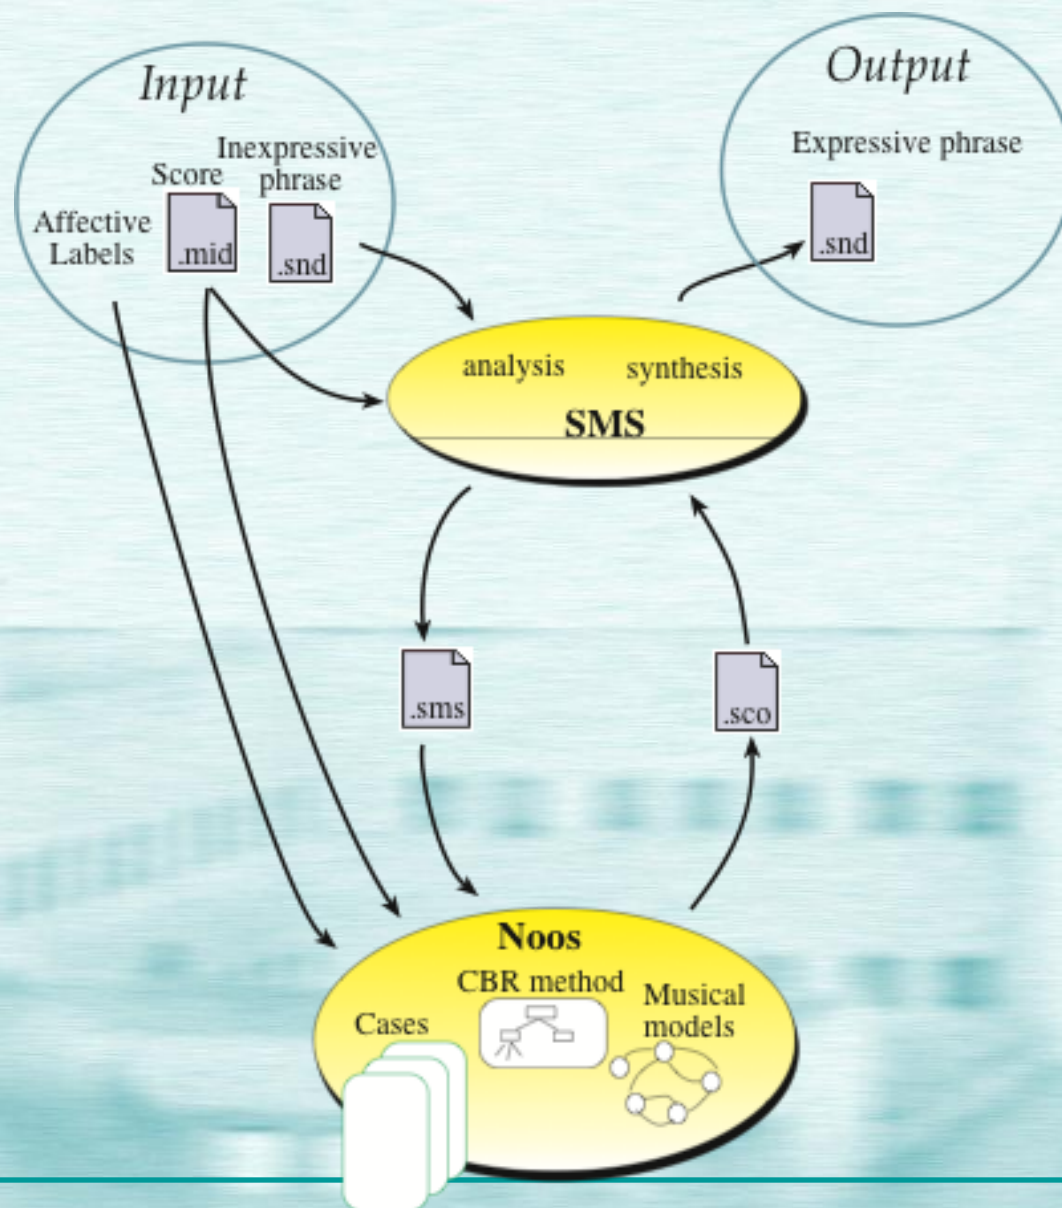 Input
Output
Inexpressive
phrase
Score
Expressive phrase
Affective
Labels
.mid
.snd
.snd
analysis
synthesis
SMS
.sms
.sco
Noos
CBR method
Musical
models
Cases